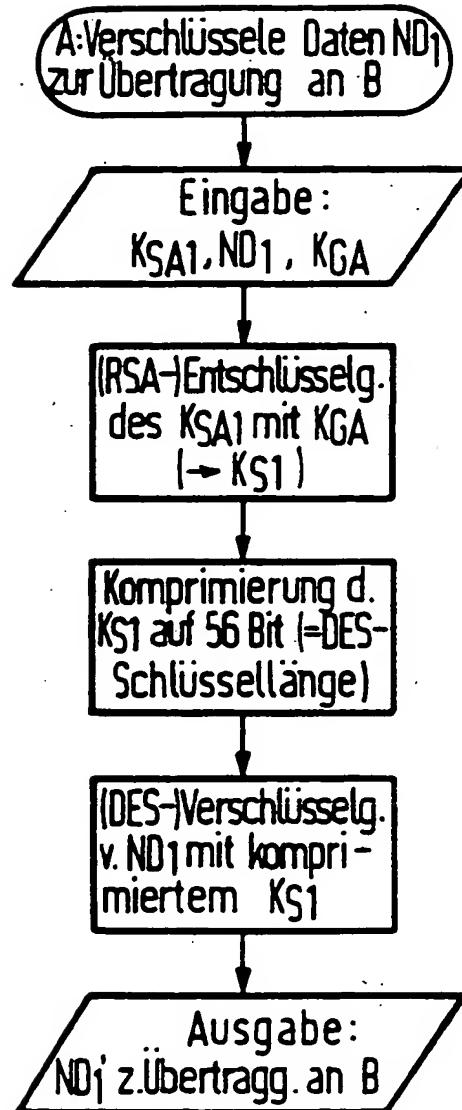 A:Verschlüssele Daten ND1
zur Übertragung an B
Eingabe:
KSA1, ND1, KGA
(RSA-)Entschlüsselg.
des KSA1 mit KGA
(→ KS1)
Komprimierung d.
KS1 auf 56 Bit (=DES-
Schlüssellänge)
(DES-)Verschlüsselg.
v. ND1 mit kompri-
miertem KS1
Ausgabe:
ND1' z.Übertragg. an B